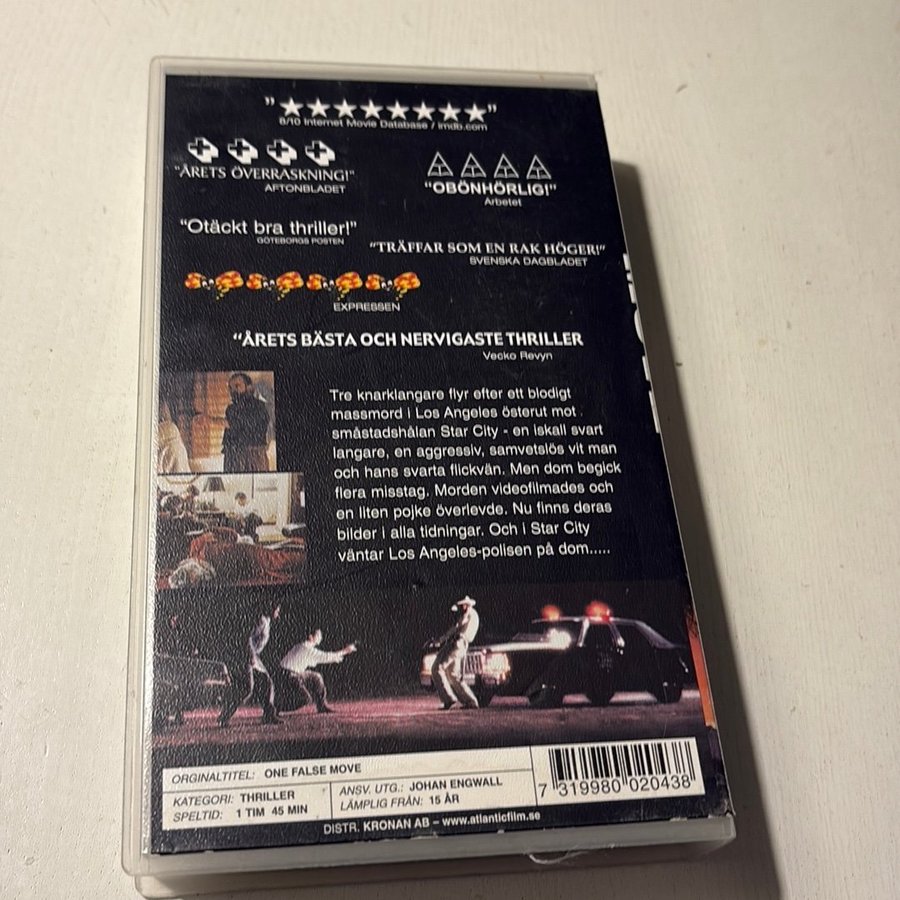 "★★★★★★★★"
8/10 Internet Movie Database / imdb.com
"ÅRETS ÖVERRASKNING!"
AFTONBLADET
"OBÖNHÖRLIG!"
Arbetet
"Otäckt bra thriller!"
GÖTEBORGS POSTEN
"TRÄFFAR SOM EN RAK HÖGER!"
SVENSKA DAGBLADET
EXPRESSEN
"ÅRETS BÄSTA OCH NERVIGASTE THRILLER
Vecko Revyn
Tre knarklangare flyr efter ett blodigt
massmord i Los Angeles österut mot
småstadshålan Star City - en iskall svart
langare, en aggressiv, samvetslös vit man
och hans svarta flickvän. Men dom begick
flera misstag. Morden videofilmades och
en liten pojke överlevde. Nu finns deras
bilder i alla tidningar. Och i Star City
väntar Los Angeles-polisen på dom.....
ORGINALTITEL: ONE FALSE MOVE
KATEGORI: THRILLER
SPELTID: 1 TIM 45 MIN
ANSV. UTG.: JOHAN ENGWALL
LÄMPLIG FRÅN: 15 ÅR
7 319980 020438
DISTR. KRONAN AB – www.atlanticfilm.se